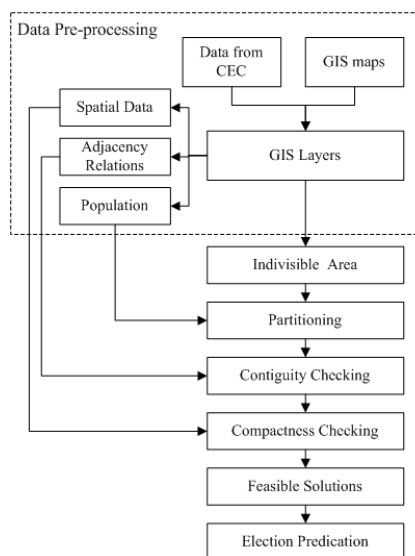 Data Pre-processing
Data from
CEC
GIS maps
Spatial Data
Adjacency
Relations
GIS Layers
Population
Indivisible Area
Partitioning
Contiguity Checking
Compactness Checking
Feasible Solutions
Election Predication